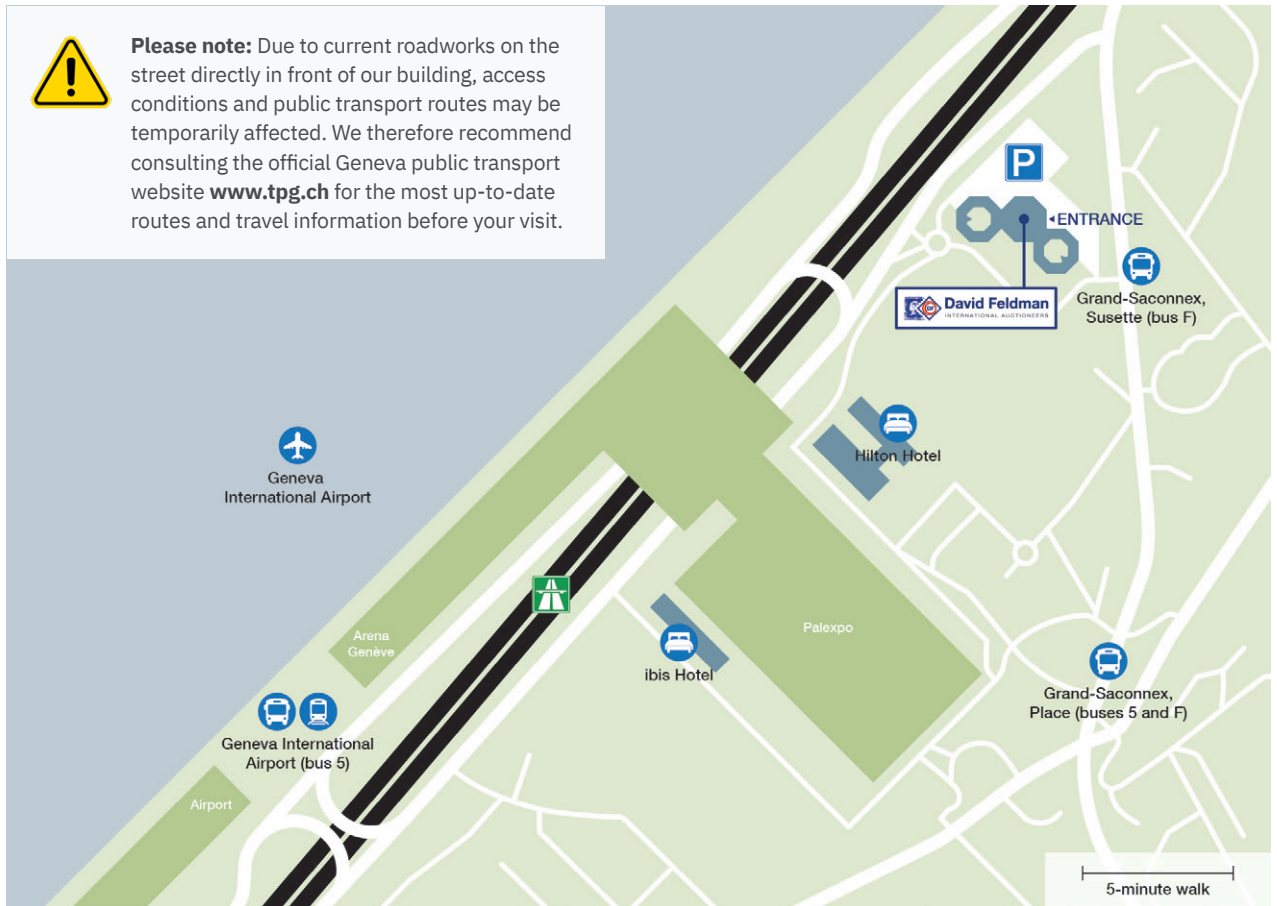 Please note: Due to current roadworks on the
street directly in front of our building, access
conditions and public transport routes may be
temporarily affected. We therefore recommend
consulting the official Geneva public transport
website www.tpg.ch for the most up-to-date
routes and travel information before your visit.
P
ENTRANCE
David Feldman
INTERNATIONAL AUCTIONEERS
Grand-Saconnex,
Susette (bus F)
Hilton Hotel
Geneva
International Airport
Arena
Genève
Palexpo
ibis Hotel
Grand-Saconnex,
Place (buses 5 and F)
Geneva International
Airport (bus 5)
Airport
5-minute walk